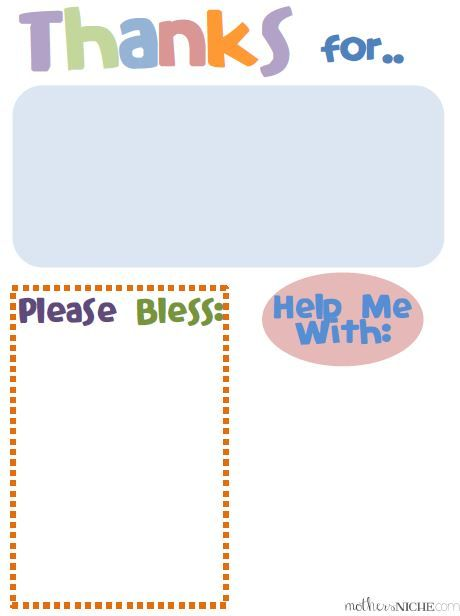 Thanks for..
Please Bless:
Help Me
With:
mothersNICHE.com